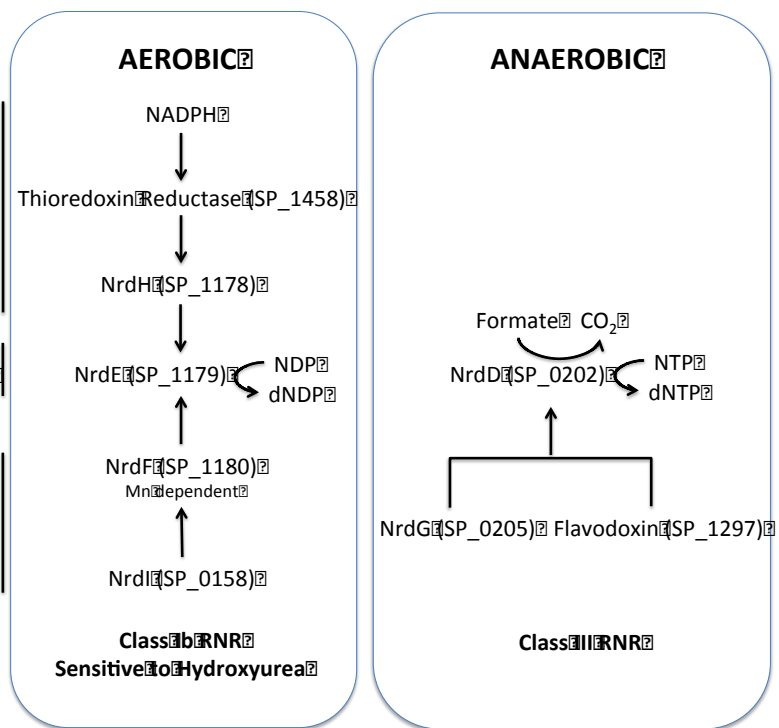 AEROBIC
NADPH
Thioredoxin Reductase (SP_1458)
NrdH (SP_1178)
NrdE (SP_1179)
NDP
dNDP
NrdF (SP_1180)
Mn dependent
NrdI (SP_0158)
Class Ib RNR
Sensitive to Hydroxyurea
ANAEROBIC
Formate CO₂
NrdD (SP_0202)
NTP
dNTP
NrdG (SP_0205) Flavodoxin (SP_1297)
Class III RNR